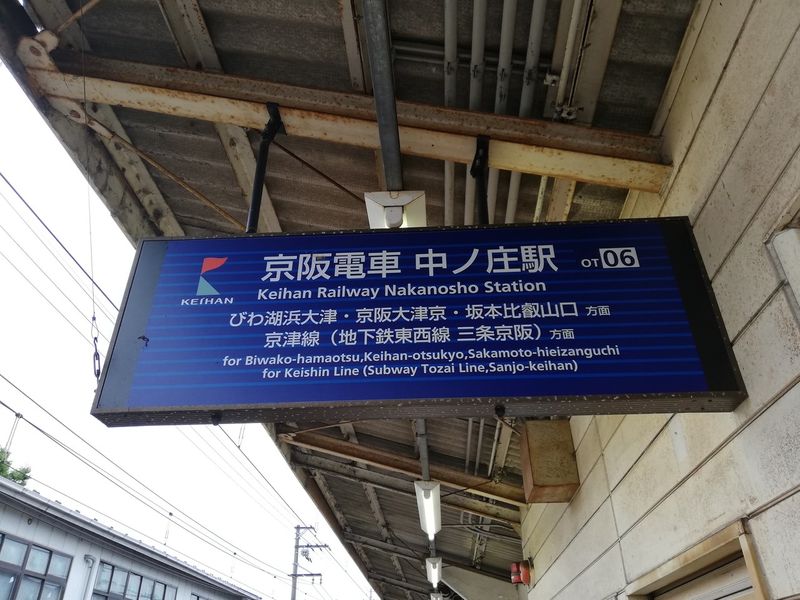 京阪電車 中ノ庄駅 OT06
KEIHAN
Keihan Railway Nakanosho Station
びわ湖浜大津・京阪大津京・坂本比叡山口 方面
京津線（地下鉄東西線 三条京阪）方面
for Biwako-hamaotsu,Keihan-otsukyo,Sakamoto-hieizanguchi
for Keishin Line (Subway Tozai Line,Sanjo-keihan)